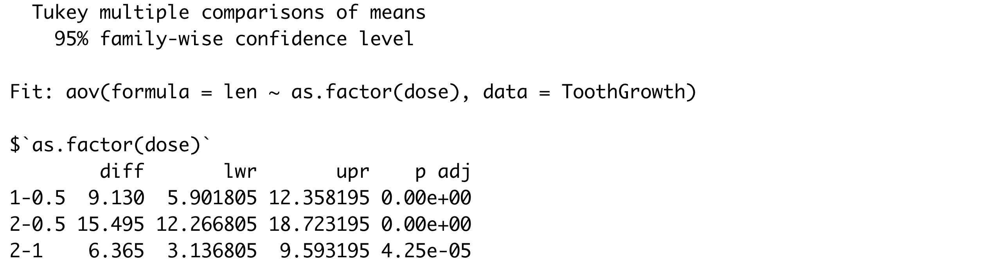 Tukey multiple comparisons of means
    95% family-wise confidence level

Fit: aov(formula = len ~ as.factor(dose), data = ToothGrowth)

$`as.factor(dose)`
        diff       lwr       upr    p adj
1-0.5  9.130  5.901805 12.358195 0.00e+00
2-0.5 15.495 12.266805 18.723195 0.00e+00
2-1    6.365  3.136805  9.593195 4.25e-05